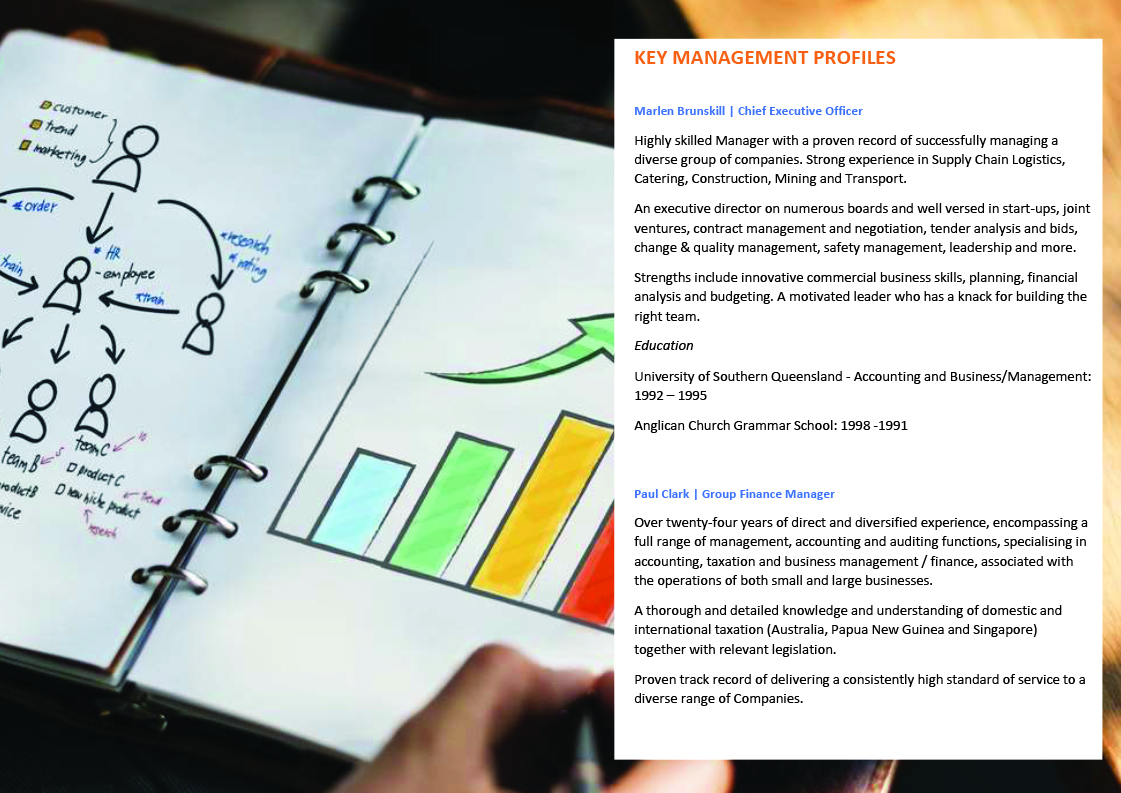 customer
trend
marketing
order
research
rating
HR
-employee
train
train
team B
5
team C
10
product B
product C
trend
new niche product
research
KEY MANAGEMENT PROFILES
Marlen Brunskill | Chief Executive Officer
Highly skilled Manager with a proven record of successfully managing a
diverse group of companies. Strong experience in Supply Chain Logistics,
Catering, Construction, Mining and Transport.
An executive director on numerous boards and well versed in start-ups, joint
ventures, contract management and negotiation, tender analysis and bids,
change & quality management, safety management, leadership and more.
Strengths include innovative commercial business skills, planning, financial
analysis and budgeting. A motivated leader who has a knack for building the
right team.
Education
University of Southern Queensland - Accounting and Business/Management:
1992 – 1995
Anglican Church Grammar School: 1998 -1991
Paul Clark | Group Finance Manager
Over twenty-four years of direct and diversified experience, encompassing a
full range of management, accounting and auditing functions, specialising in
accounting, taxation and business management / finance, associated with
the operations of both small and large businesses.
A thorough and detailed knowledge and understanding of domestic and
international taxation (Australia, Papua New Guinea and Singapore)
together with relevant legislation.
Proven track record of delivering a consistently high standard of service to a
diverse range of Companies.